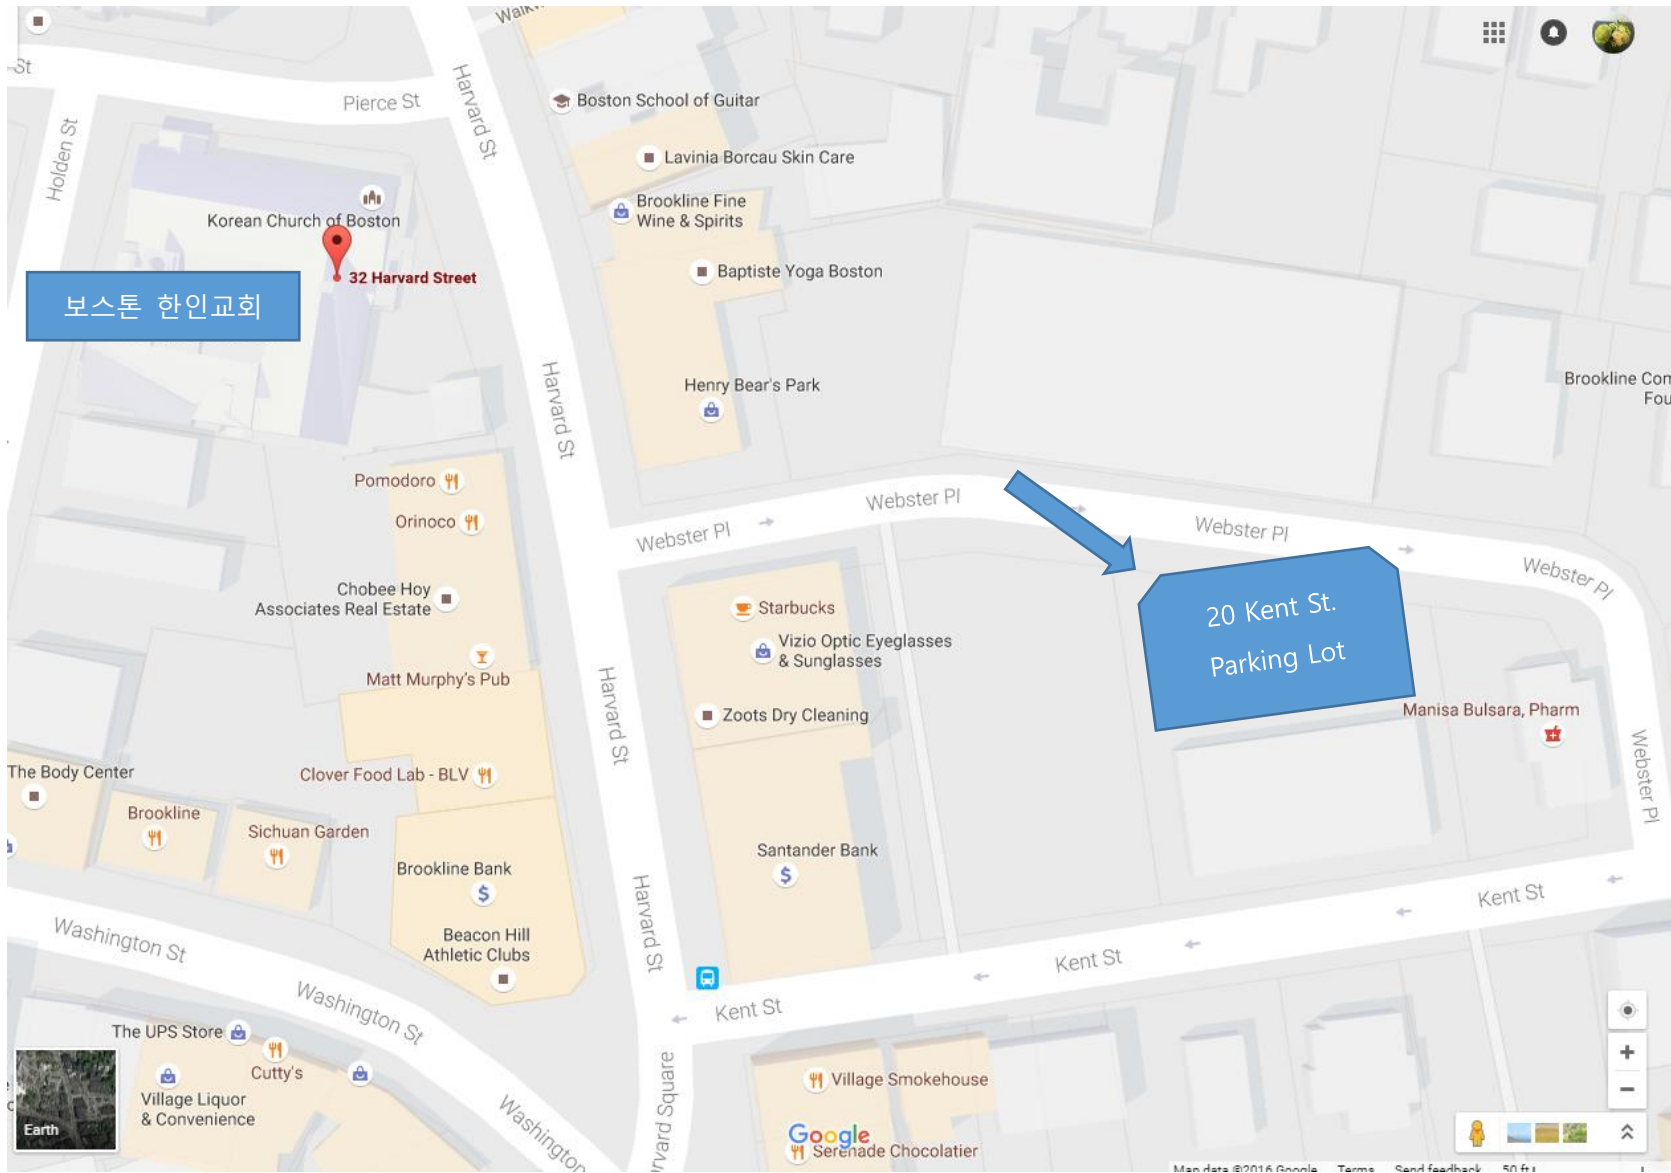 St
Pierce St
Holden St
Harvard St
Boston School of Guitar
Lavinia Borcau Skin Care
Korean Church of Boston
Brookline Fine
Wine & Spirits
32 Harvard Street
보스톤 한인교회
Baptiste Yoga Boston
Harvard St
Henry Bear's Park
Pomodoro
Orinoco
Webster Pl
Webster Pl
Webster Pl
Webster Pl
Chobee Hoy
Associates Real Estate
Starbucks
Vizio Optic Eyeglasses
& Sunglasses
20 Kent St.
Parking Lot
Matt Murphy's Pub
Harvard St
Zoots Dry Cleaning
Manisa Bulsara, Pharm
Webster Pl
The Body Center
Clover Food Lab - BLV
Brookline
Sichuan Garden
Brookline Bank
Santander Bank
Harvard St
Kent St
Kent St
Kent St
Washington St
Washington St
Beacon Hill
Athletic Clubs
The UPS Store
Cutty's
Village Liquor
& Convenience
Earth
Washington
Village Smokehouse
Google
Serenade Chocolatier
Map data ©2016 Google Terms Send feedback 50 ft